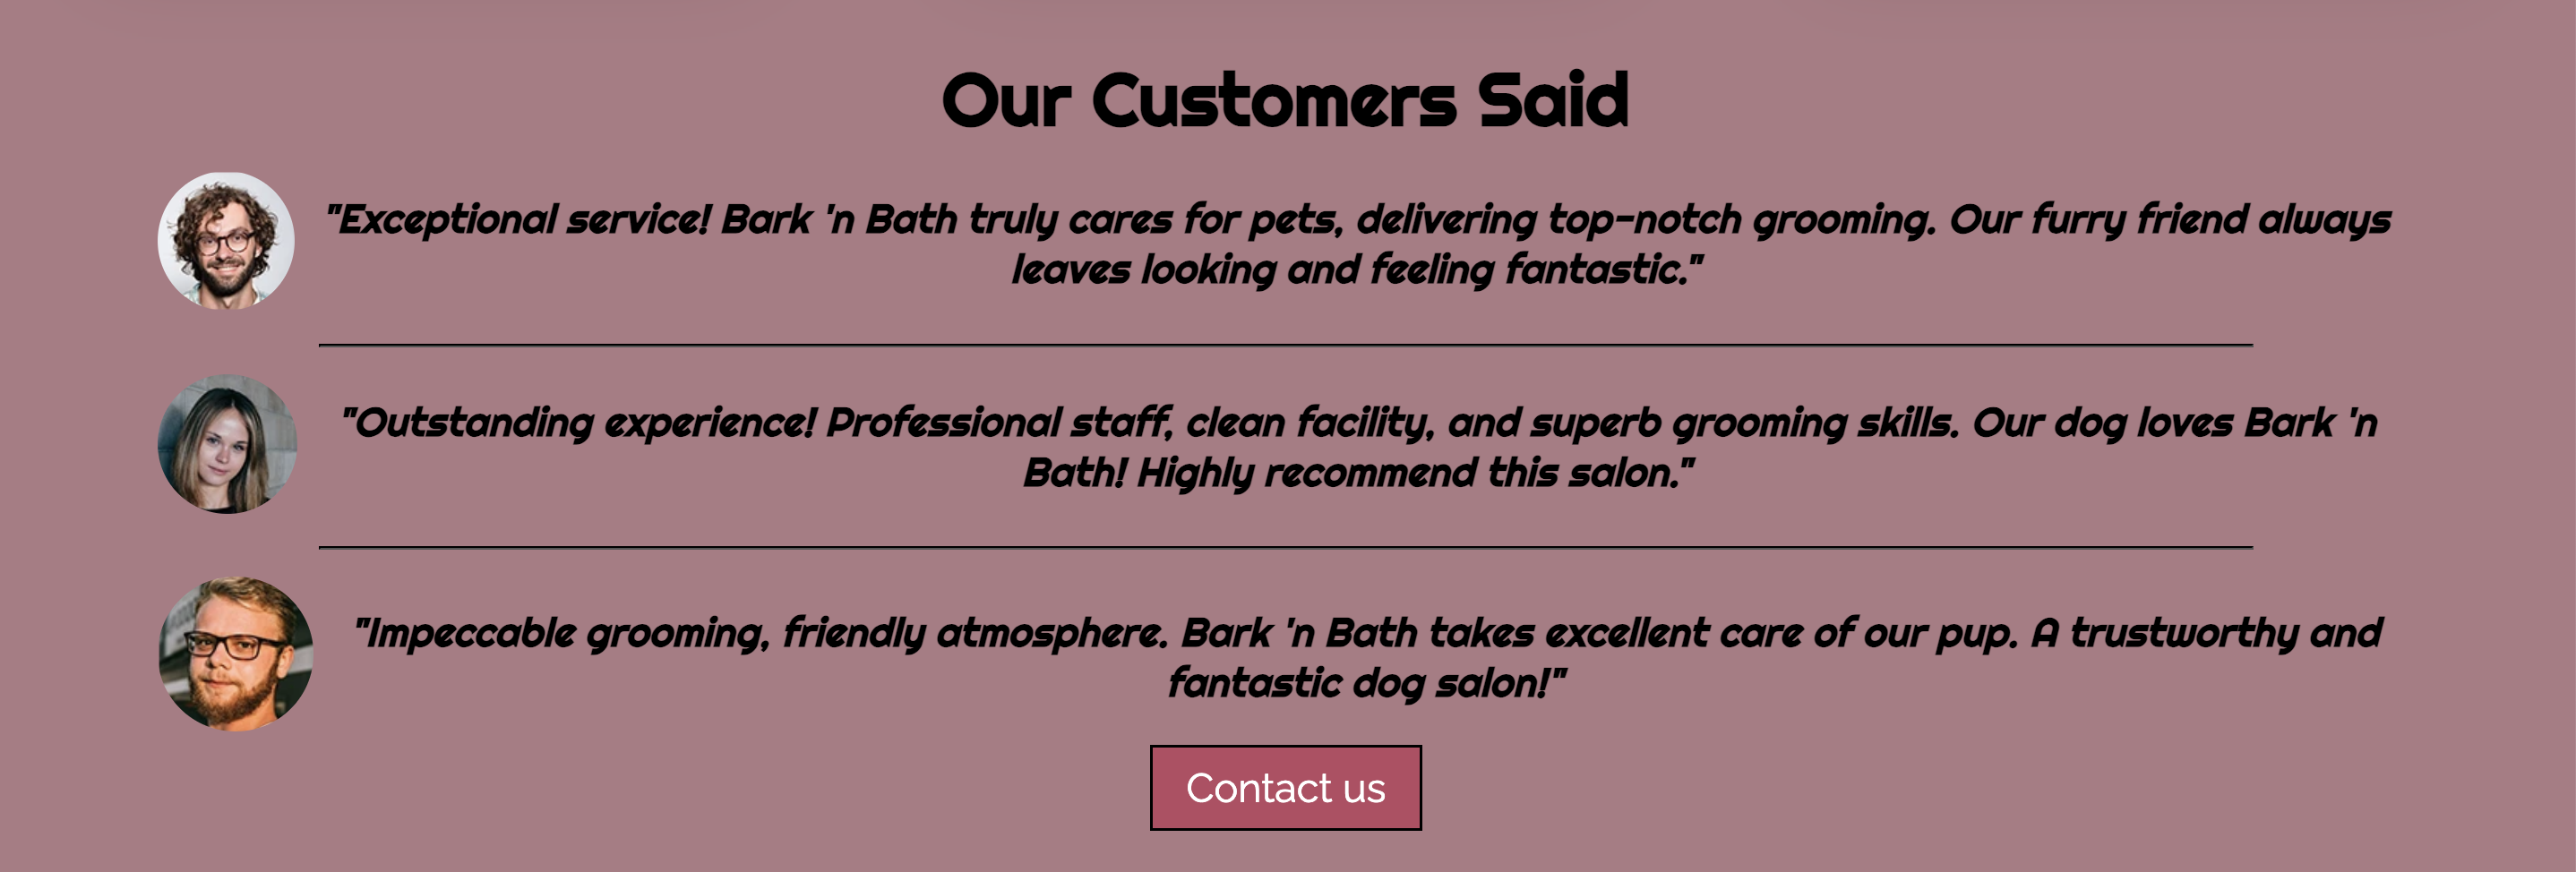 Our Customers Said
"Exceptional service! Bark 'n Bath truly cares for pets, delivering top-notch grooming. Our furry friend always
leaves looking and feeling fantastic."
"Outstanding experience! Professional staff, clean facility, and superb grooming skills. Our dog loves Bark 'n
Bath! Highly recommend this salon."
"Impeccable grooming, friendly atmosphere. Bark 'n Bath takes excellent care of our pup. A trustworthy and
fantastic dog salon!"
Contact us